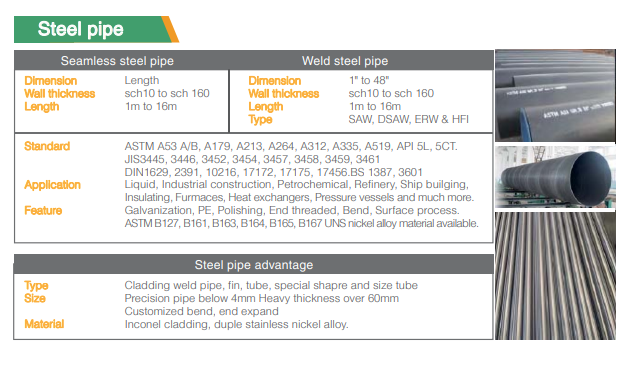 Steel pipe
Seamless steel pipe
Dimension Length
Wall thickness sch10 to sch 160
Length 1m to 16m
Weld steel pipe
Dimension 1" to 48"
Wall thickness sch10 to sch 160
Length 1m to 16m
Type SAW, DSAW, ERW & HFI
Standard ASTM A53 A/B, A179, A213, A264, A312, A335, A519, API 5L, 5CT.
JIS3445, 3446, 3452, 3454, 3457, 3458, 3459, 3461
DIN1629, 2391, 10216, 17172, 17175, 17456.BS 1387, 3601
Application Liquid, Industrial construction, Petrochemical, Refinery, Ship builging,
Insulating, Furnaces, Heat exchangers, Pressure vessels and much more.
Feature Galvanization, PE, Polishing, End threaded, Bend, Surface process.
ASTM B127, B161, B163, B164, B165, B167 UNS nickel alloy material available.
Steel pipe advantage
Type Cladding weld pipe, fin, tube, special shapre and size tube
Size Precision pipe below 4mm Heavy thickness over 60mm
Customized bend, end expand
Material Inconel cladding, duple stainless nickel alloy.